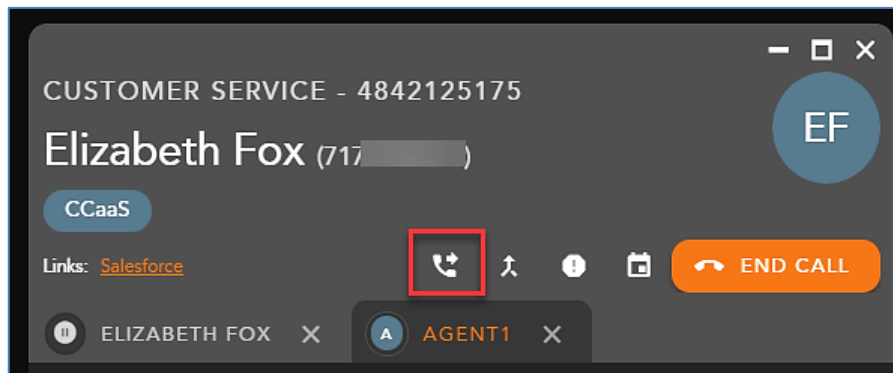 CUSTOMER SERVICE - 4842125175
EF
Elizabeth Fox (717 )
CCaaS
Links: Salesforce
END CALL
ELIZABETH FOX
A AGENT1